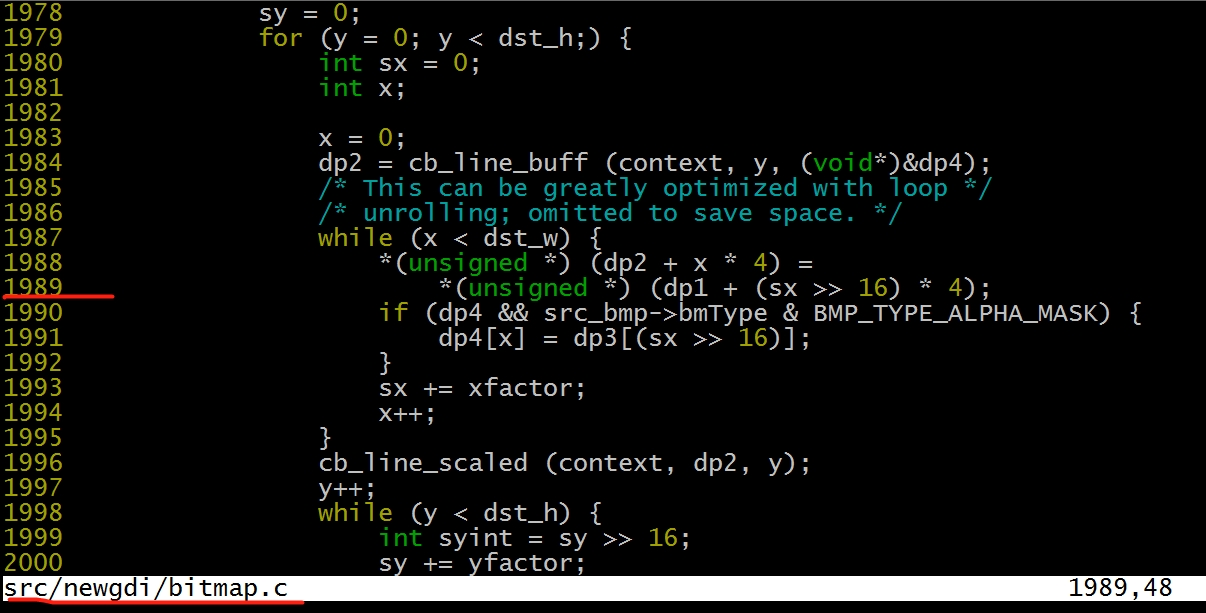 1978             sy = 0;
1979             for (y = 0; y < dst_h;) {
1980                 int sx = 0;
1981                 int x;
1982
1983                 x = 0;
1984                 dp2 = cb_line_buff (context, y, (void*)&dp4);
1985                 /* This can be greatly optimized with loop */
1986                 /* unrolling; omitted to save space. */
1987                 while (x < dst_w) {
1988                     *(unsigned *) (dp2 + x * 4) =
1989                         *(unsigned *) (dp1 + (sx >> 16) * 4);
1990                     if (dp4 && src_bmp->bmType & BMP_TYPE_ALPHA_MASK) {
1991                         dp4[x] = dp3[(sx >> 16)];
1992                     }
1993                     sx += xfactor;
1994                     x++;
1995                 }
1996                 cb_line_scaled (context, dp2, y);
1997                 y++;
1998                 while (y < dst_h) {
1999                     int syint = sy >> 16;
2000                     sy += yfactor;
src/newgdi/bitmap.c 1989,48